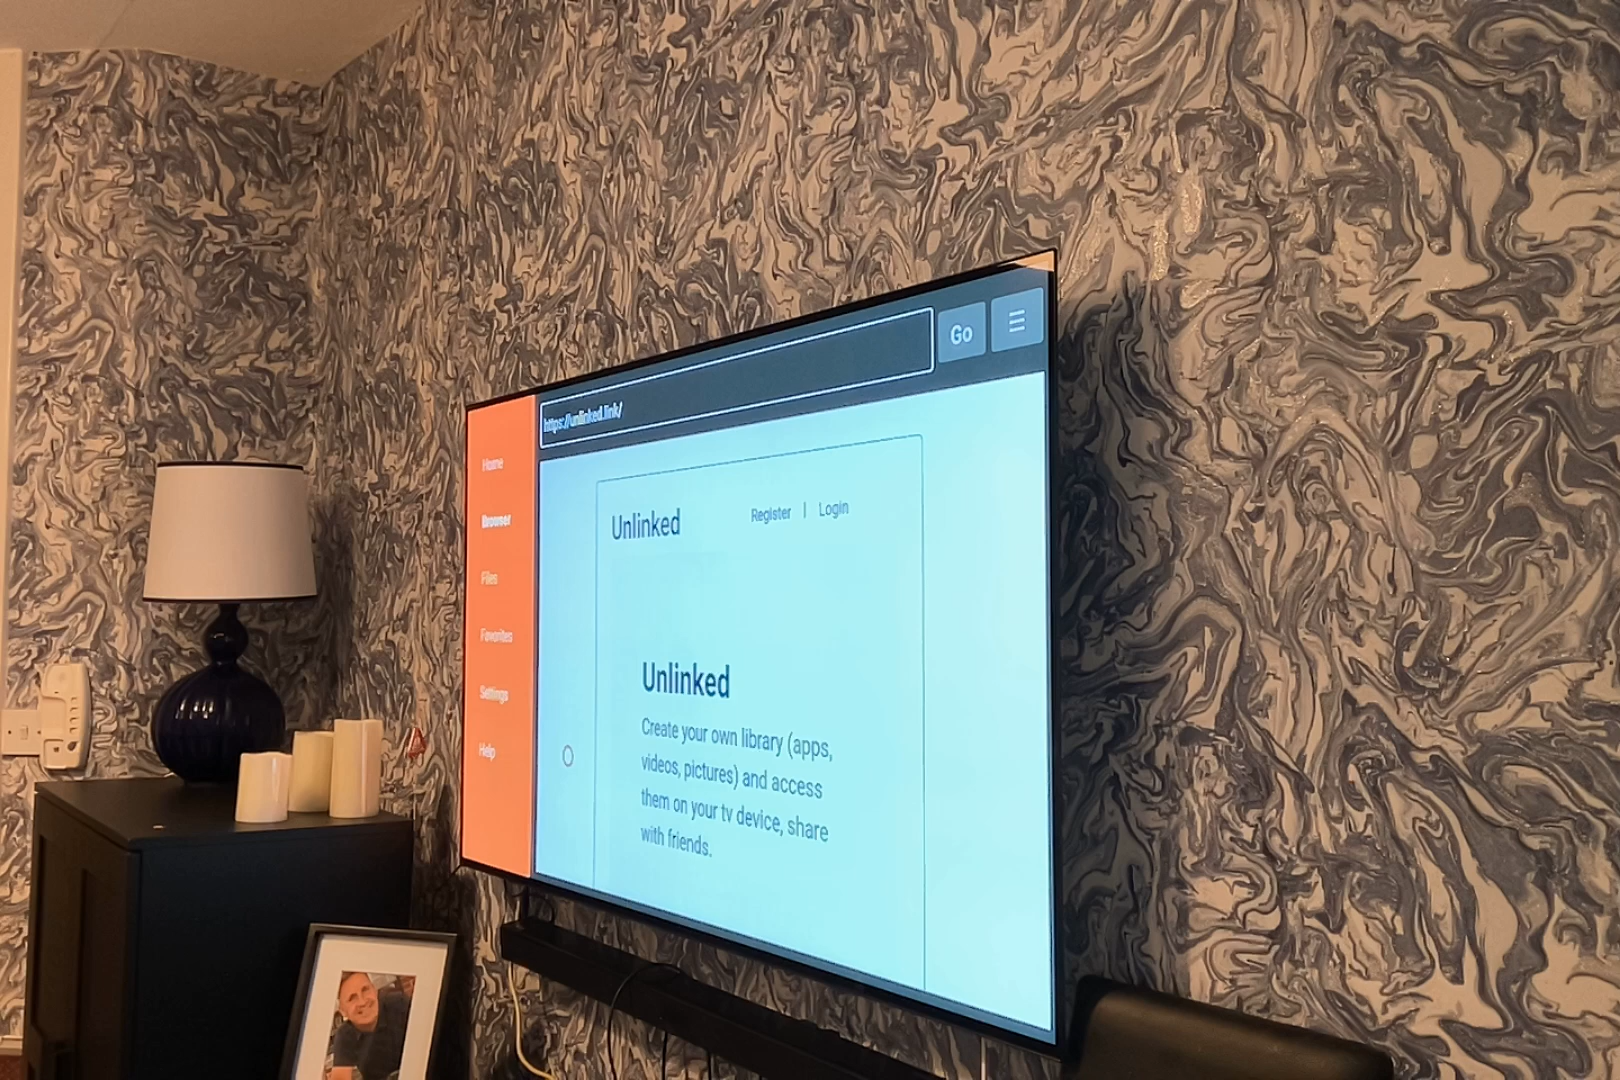 https://unlinked.link/
Go
Home
Browser
Files
Favorites
Settings
Help
Unlinked
Register | Login
Unlinked
Create your own library (apps,
videos, pictures) and access
them on your tv device, share
with friends.